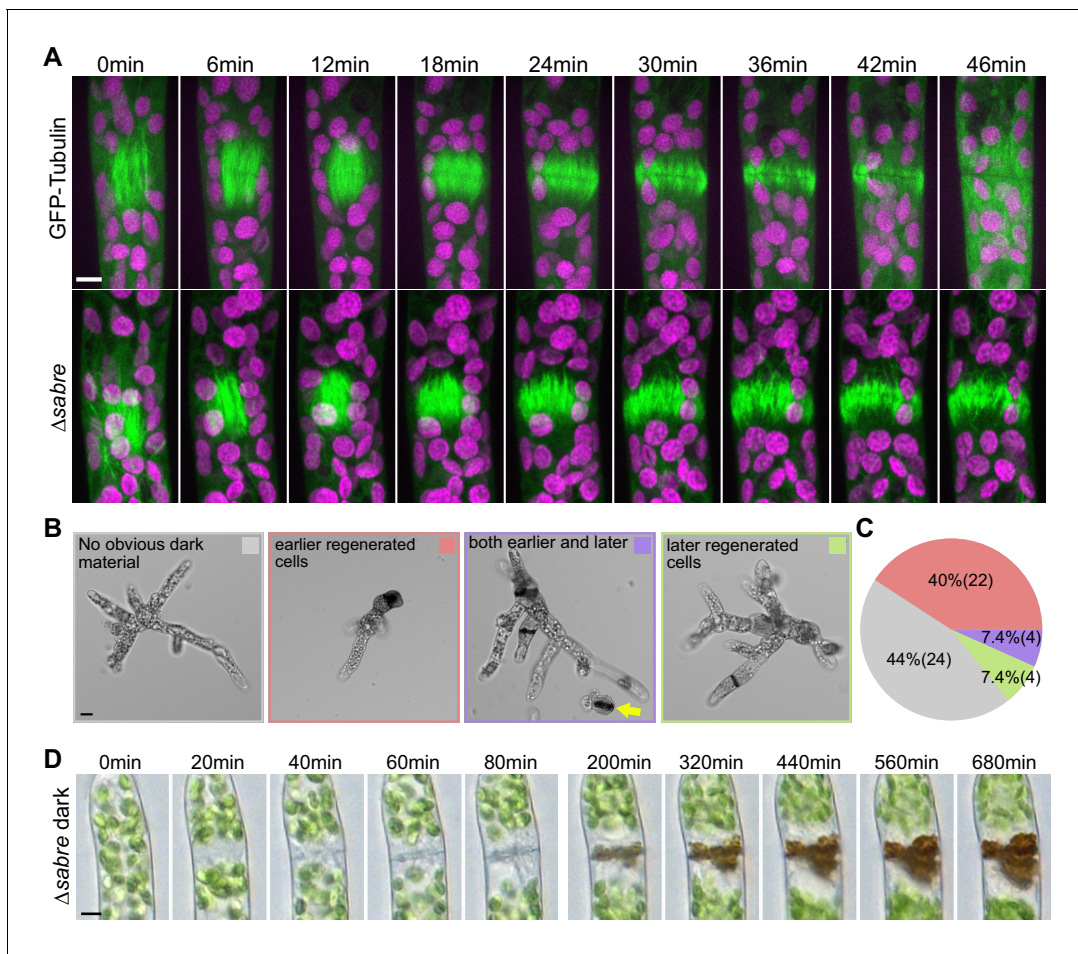 A
0min 6min 12min 18min 24min 30min 36min 42min 46min
GFP-Tubulin
Δsabre
B
No obvious dark
material
earlier regenerated
cells
both earlier and later
later regenerated
cells
C
40%(22)
7.4%(4)
44%(24)
7.4%(4)
D
0min 20min 40min 60min 80min 200min 320min 440min 560min 680min
Δsabre dark